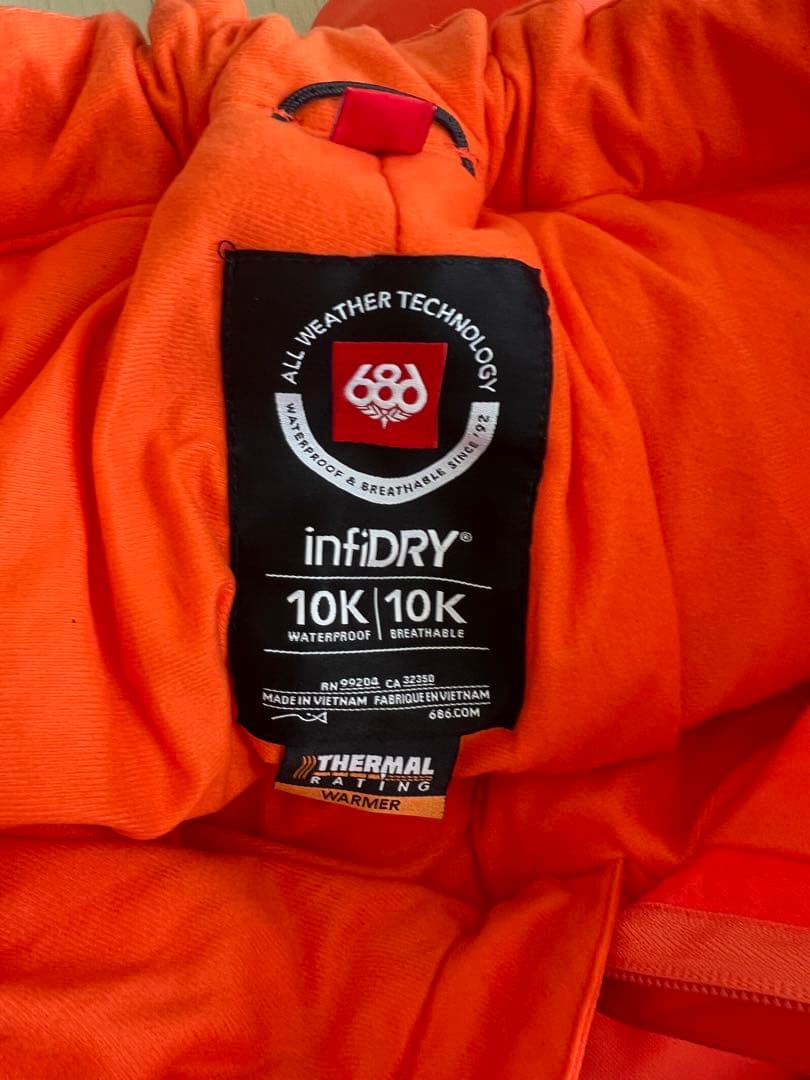 ALL WEATHER TECHNOLOGY
686
WATERPROOF & BREATHABLE SINCE '92
infiDRY®
10K | 10K
WATERPROOF BREATHABLE
RN 99204 CA 32350
MADE IN VIETNAM FABRIQUE EN VIETNAM
686.COM
THERMAL
RATING
WARMER